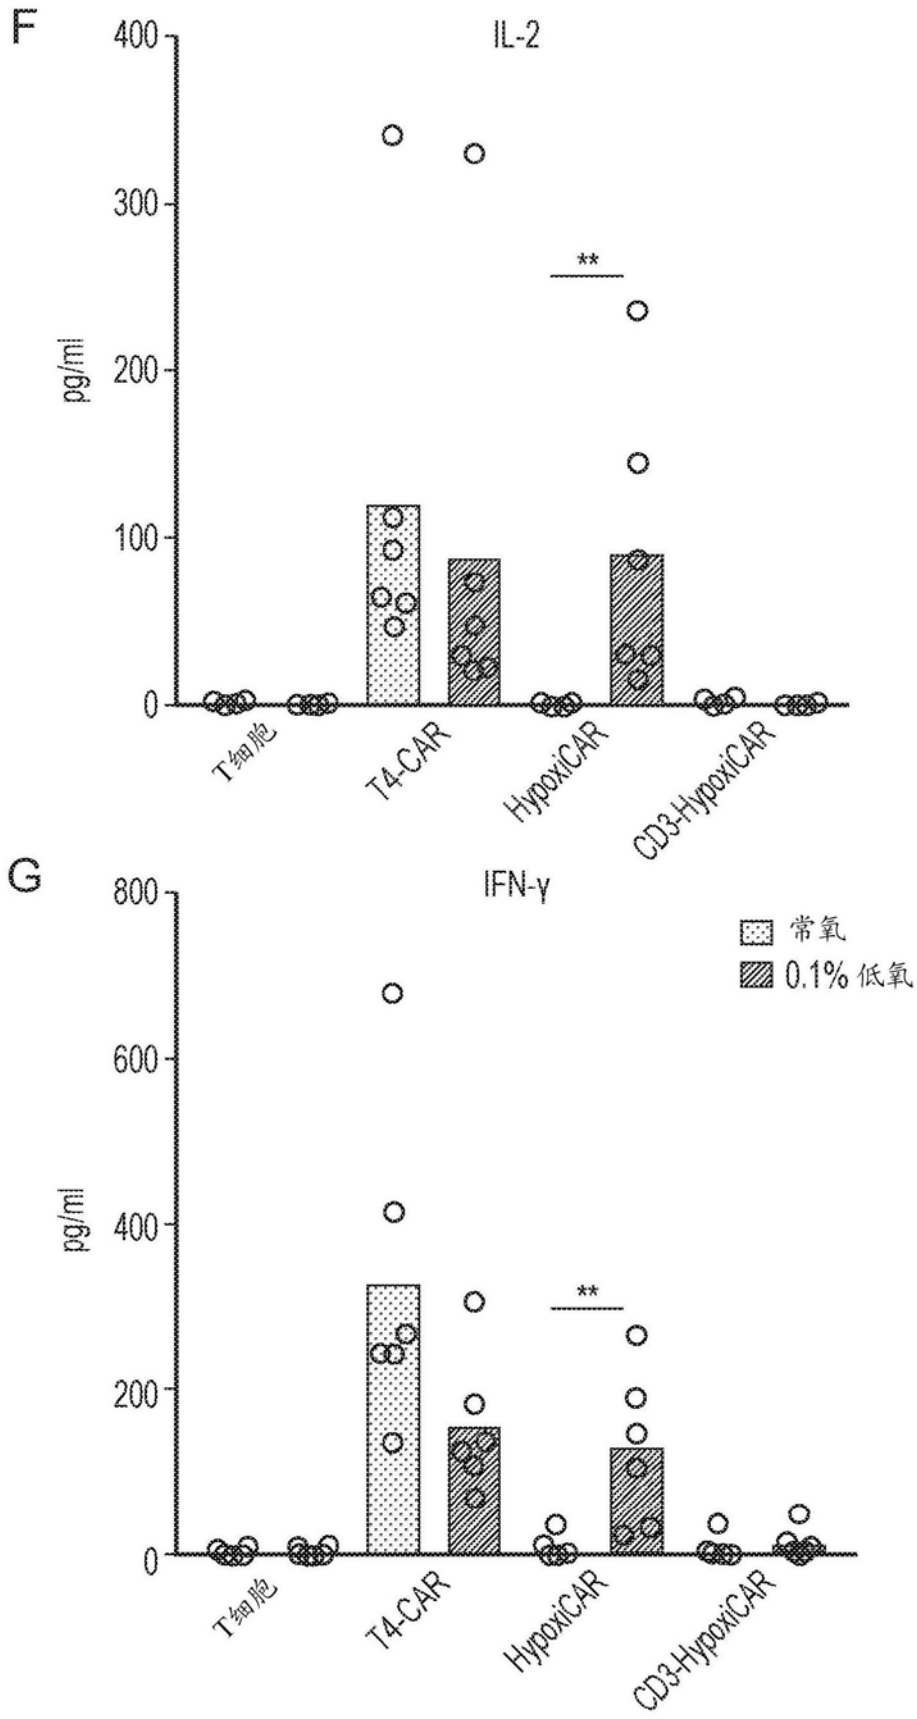 F
IL-2
400
300
200
100
0
pg/ml
**
T细胞
T4-CAR
HypoxiCAR
CD3-HypoxiCAR
G
IFN-γ
800
600
400
200
0
pg/ml
常氧
0.1% 低氧
**
T细胞
T4-CAR
HypoxiCAR
CD3-HypoxiCAR